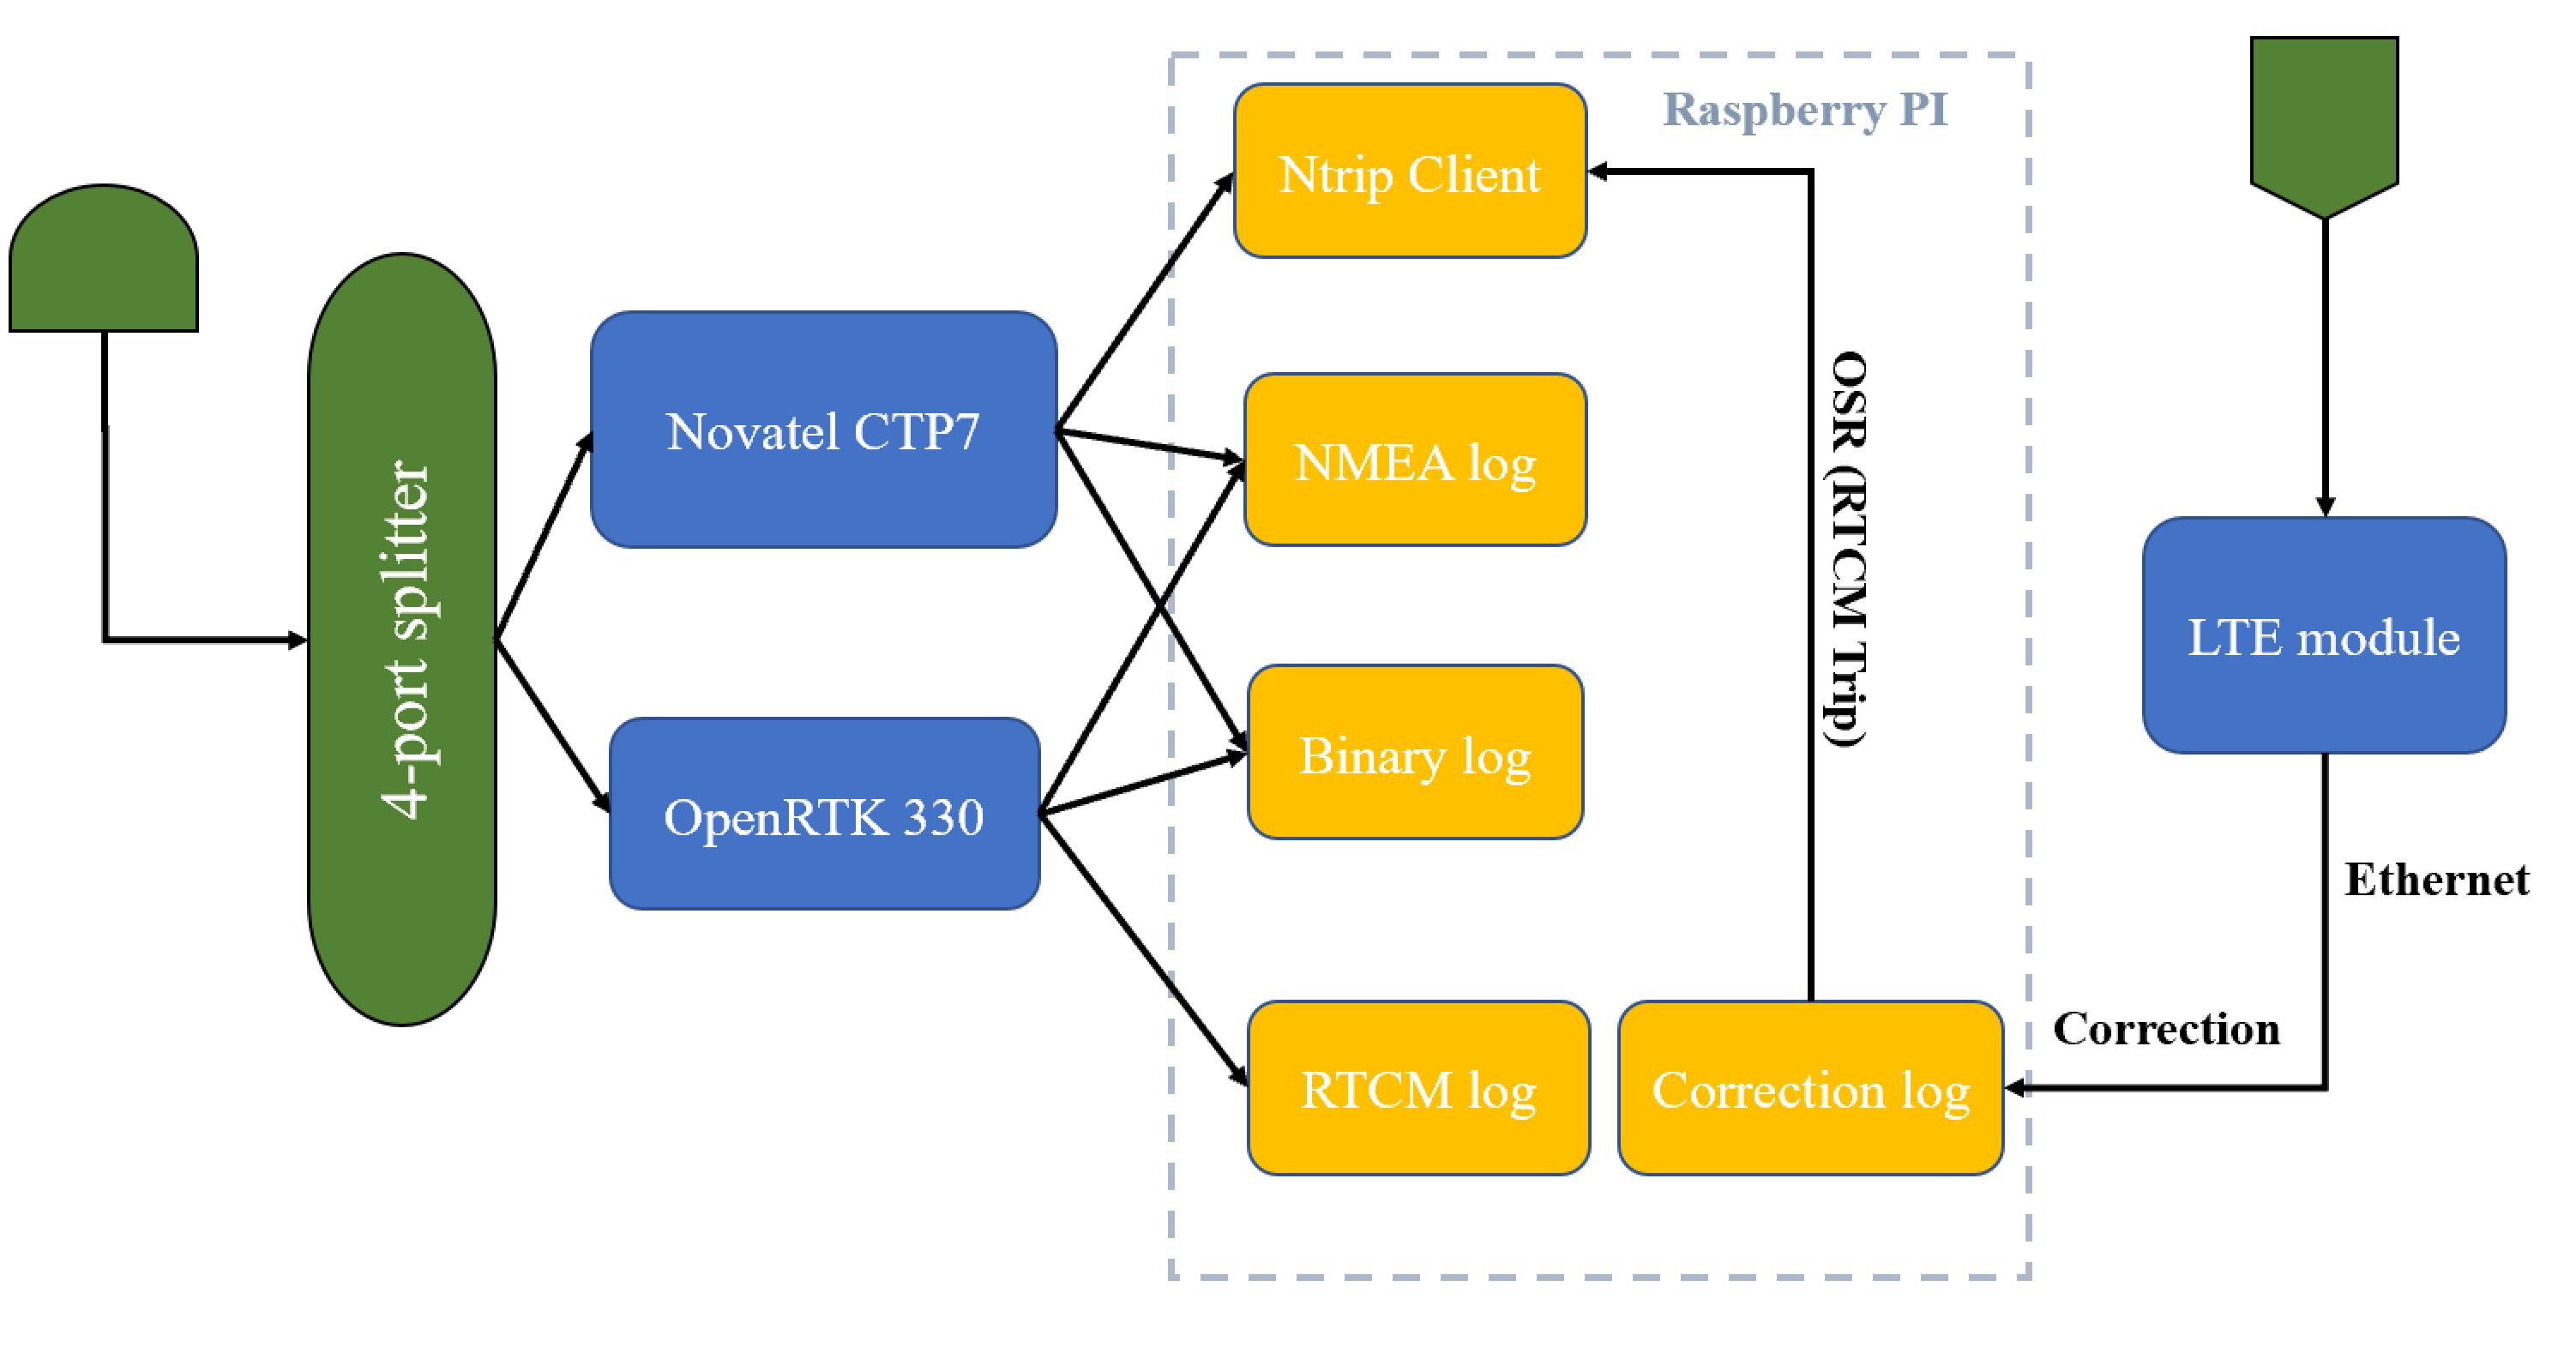 Raspberry PI
Ntrip Client
Novatel CTP7
NMEA log
4-port splitter
OSR (RTCM Trip)
LTE module
Binary log
OpenRTK 330
Ethernet
Correction
RTCM log
Correction log